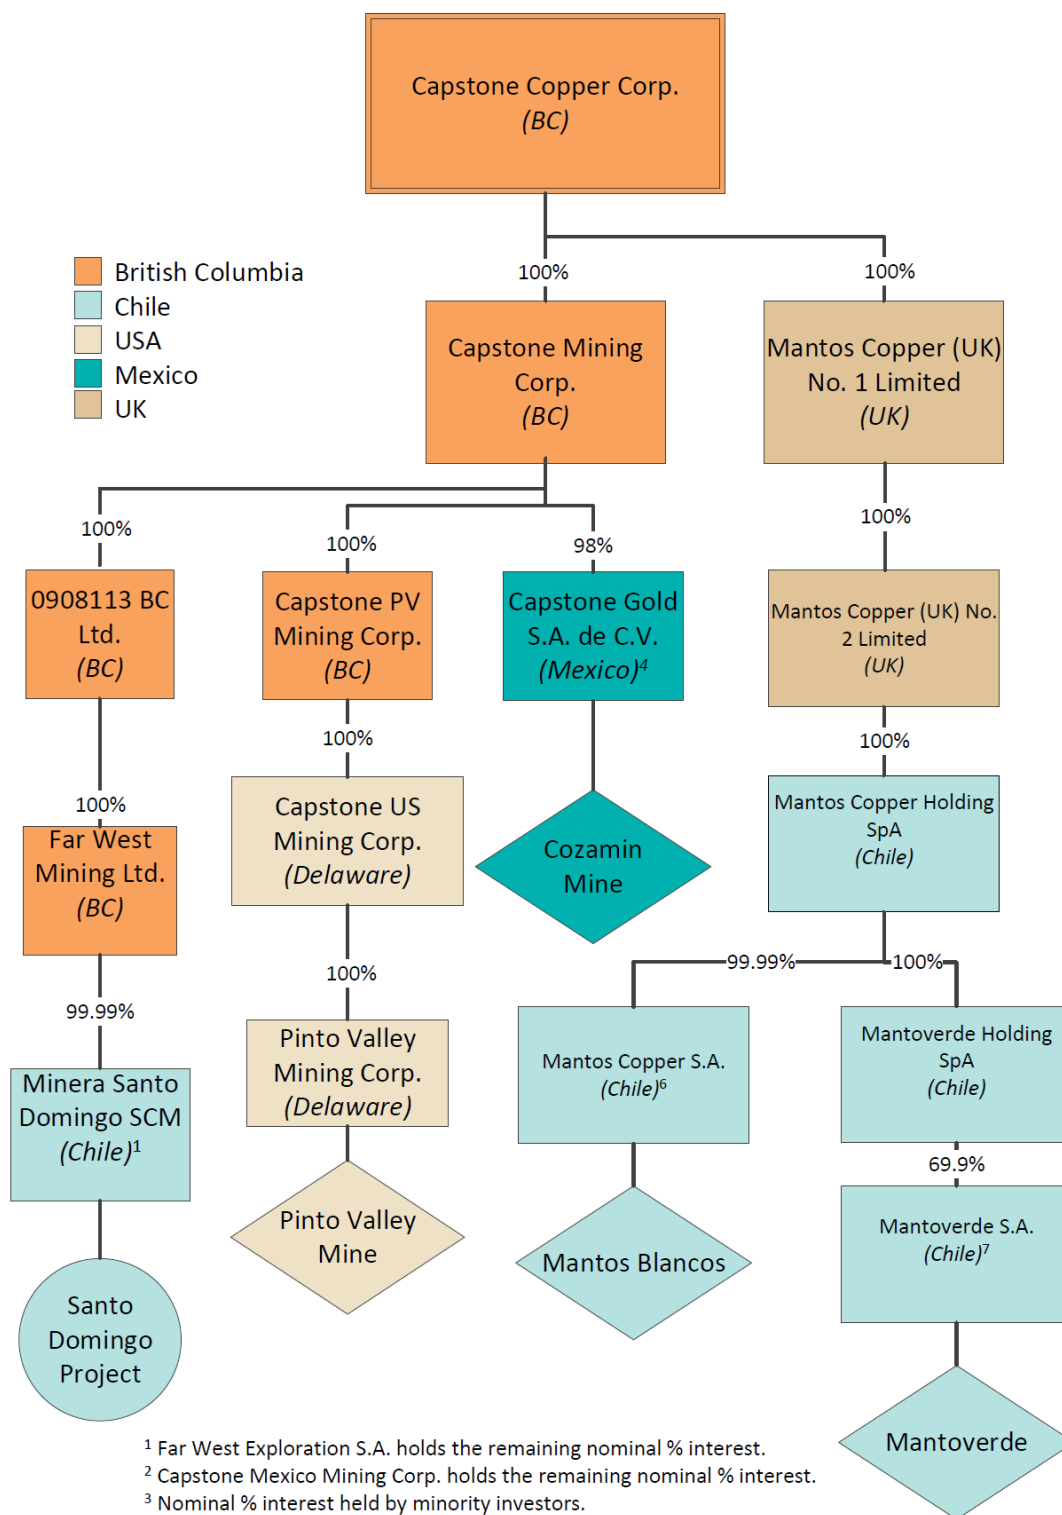 Capstone Copper Corp.
(BC)
British Columbia
Chile
USA
Mexico
UK
100%
100%
Capstone Mining
Corp.
(BC)
Mantos Copper (UK)
No. 1 Limited
(UK)
100%
100%
98%
100%
0908113 BC
Ltd.
(BC)
Capstone PV
Mining Corp.
(BC)
Capstone Gold
S.A. de C.V.
(Mexico)⁴
Mantos Copper (UK) No.
2 Limited
(UK)
100%
100%
100%
Far West
Mining Ltd.
(BC)
Capstone US
Mining Corp.
(Delaware)
Cozamin
Mine
Mantos Copper Holding
SpA
(Chile)
99.99%
100%
99.99%
100%
Minera Santo
Domingo SCM
(Chile)¹
Pinto Valley
Mining Corp.
(Delaware)
Mantos Copper S.A.
(Chile)⁶
Mantoverde Holding
SpA
(Chile)
69.9%
Santo
Domingo
Project
Pinto Valley
Mine
Mantos Blancos
Mantoverde S.A.
(Chile)⁷
Mantoverde
¹ Far West Exploration S.A. holds the remaining nominal % interest.
² Capstone Mexico Mining Corp. holds the remaining nominal % interest.
³ Nominal % interest held by minority investors.